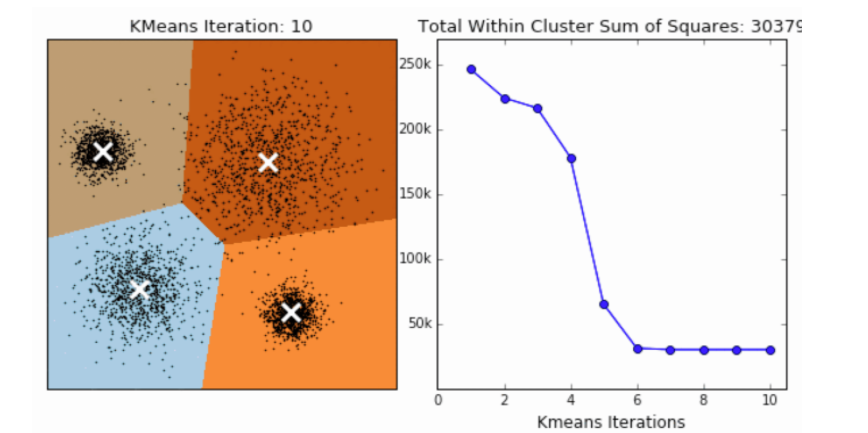 KMeans Iteration: 10
Total Within Cluster Sum of Squares: 30379
250k
200k
150k
100k
50k
0 2 4 6 8 10
Kmeans Iterations